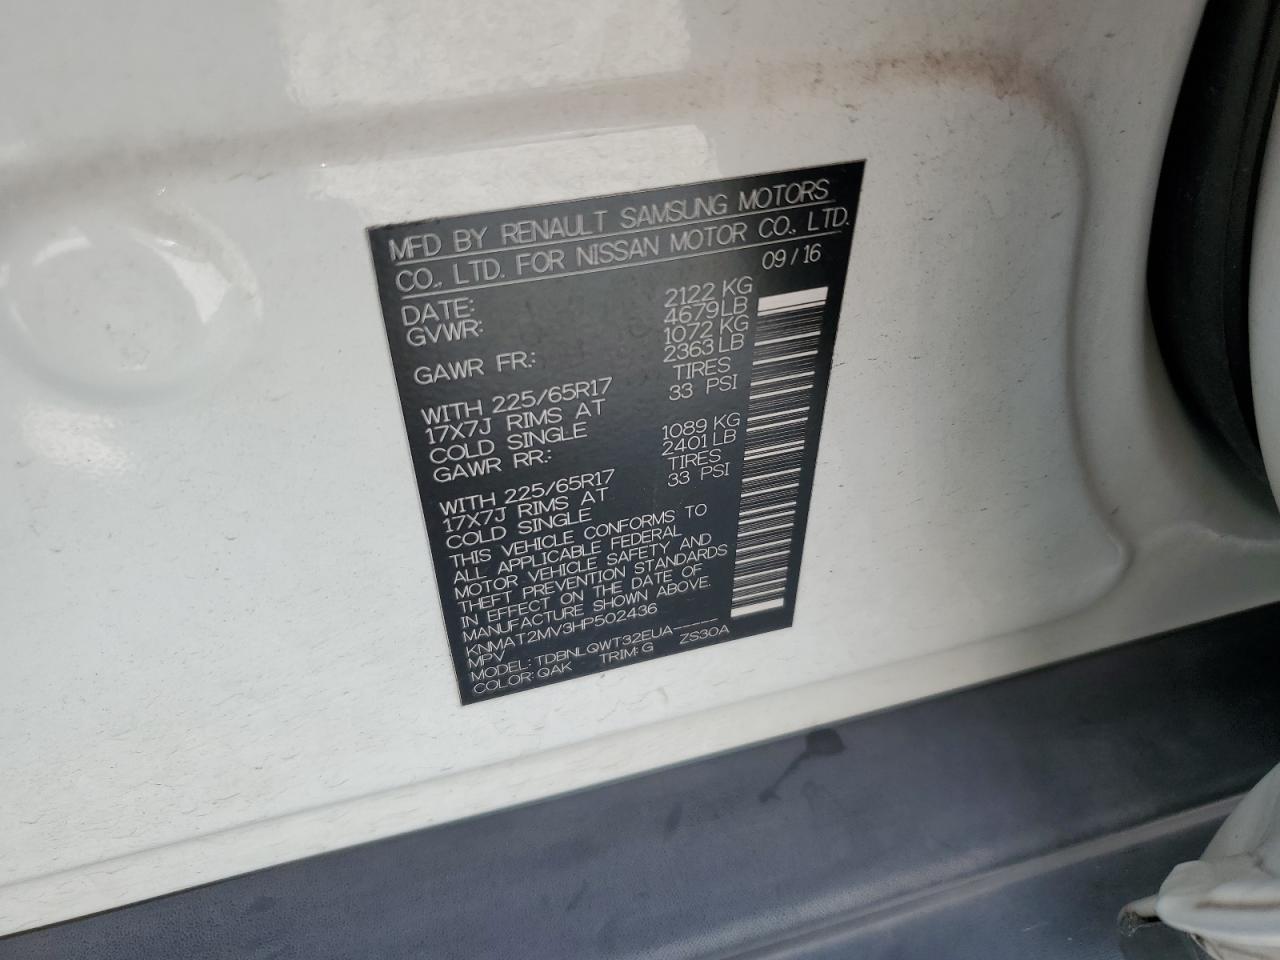 MFD BY RENAULT SAMSUNG MOTORS
CO., LTD. FOR NISSAN MOTOR CO., LTD.
DATE: 09/16
GVWR: 2122 KG
4679 LB
GAWR FR.: 1072 KG
2363 LB
WITH 225/65R17 TIRES
17X7J RIMS AT 33 PSI
COLD SINGLE
GAWR RR.: 1089 KG
2401 LB
WITH 225/65R17 TIRES
17X7J RIMS AT 33 PSI
COLD SINGLE
THIS VEHICLE CONFORMS TO
ALL APPLICABLE FEDERAL
MOTOR VEHICLE SAFETY AND
THEFT PREVENTION STANDARDS
IN EFFECT ON THE DATE OF
MANUFACTURE SHOWN ABOVE.
KNMAT2MV3HP502436
MPV
MODEL: TDBNLQWT32EUA-----
COLOR: QAK TRIM: G ZS30A